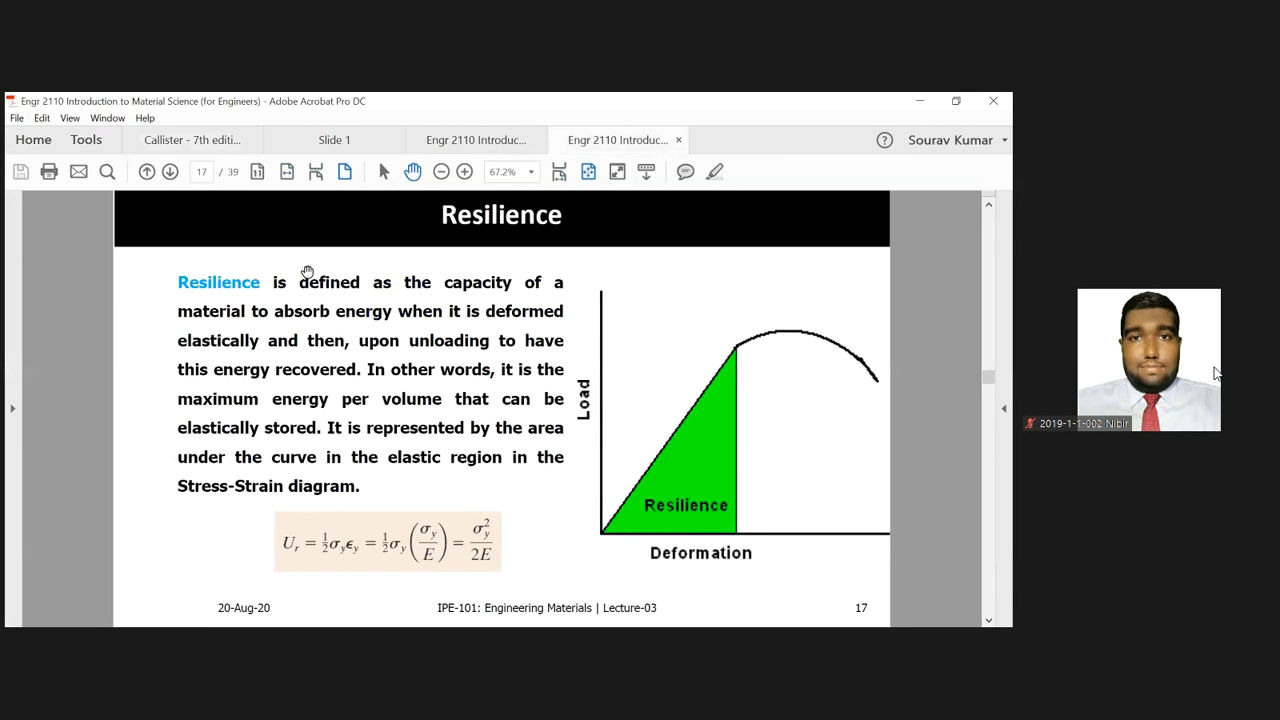 Engr 2110 Introduction to Material Science (for Engineers) - Adobe Acrobat Pro DC
File Edit View Window Help
Home Tools Callister - 7th editi... Slide 1 Engr 2110 Introduc... Engr 2110 Introduc... × ? Sourav Kumar
17 / 39 67.2%
Resilience
Resilience is defined as the capacity of a
material to absorb energy when it is deformed
elastically and then, upon unloading to have
this energy recovered. In other words, it is the
maximum energy per volume that can be
elastically stored. It is represented by the area
under the curve in the elastic region in the
Stress-Strain diagram.
U_r = ½σ_yϵ_y = ½σ_y(σ_y/E) = σ_y²/2E
Load
Resilience
Deformation
20-Aug-20 IPE-101: Engineering Materials | Lecture-03 17
2019-1-1-002 Nibir